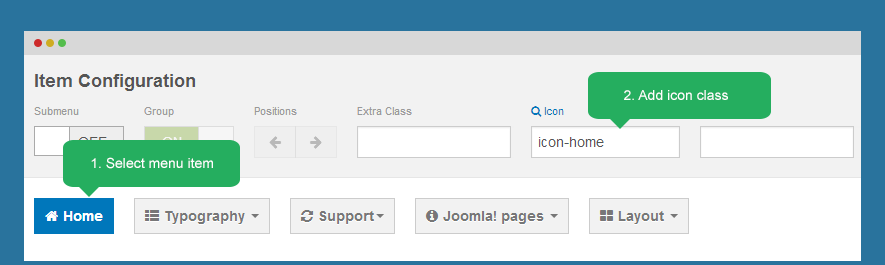 Item Configuration
Submenu Group Positions Extra Class Icon
2. Add icon class
OFF ON icon-home
1. Select menu item
Home Typography Support Joomla! pages Layout